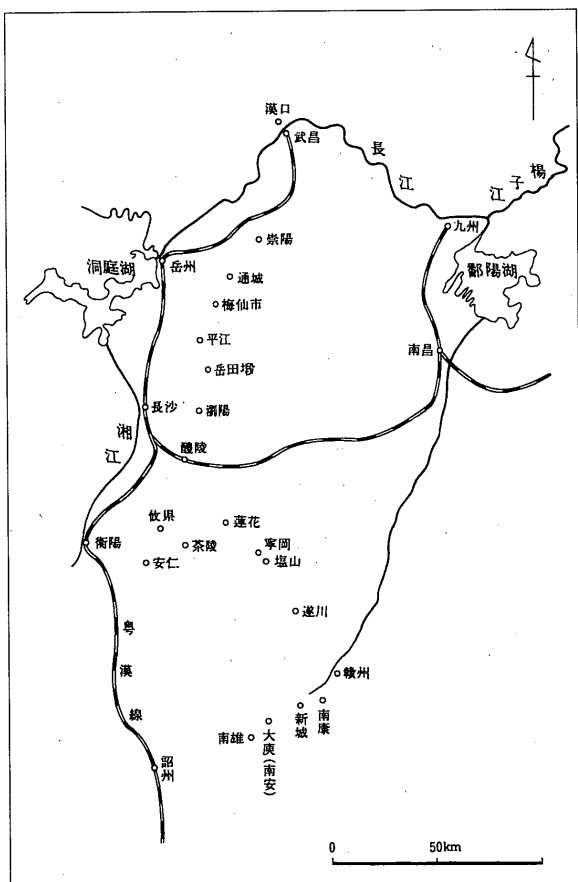 漢口
武昌
長江
揚子江
九州
崇陽
洞庭湖
岳州
鄱陽湖
通城
梅仙市
平江
南昌
岳田塅
長沙
瀏陽
湘江
醴陵
攸県
蓮花
衡陽
茶陵
寧岡
安仁
塩山
遂川
粤漢線
贛州
新城
南康
南雄
大庾(南安)
韶州
0
50km